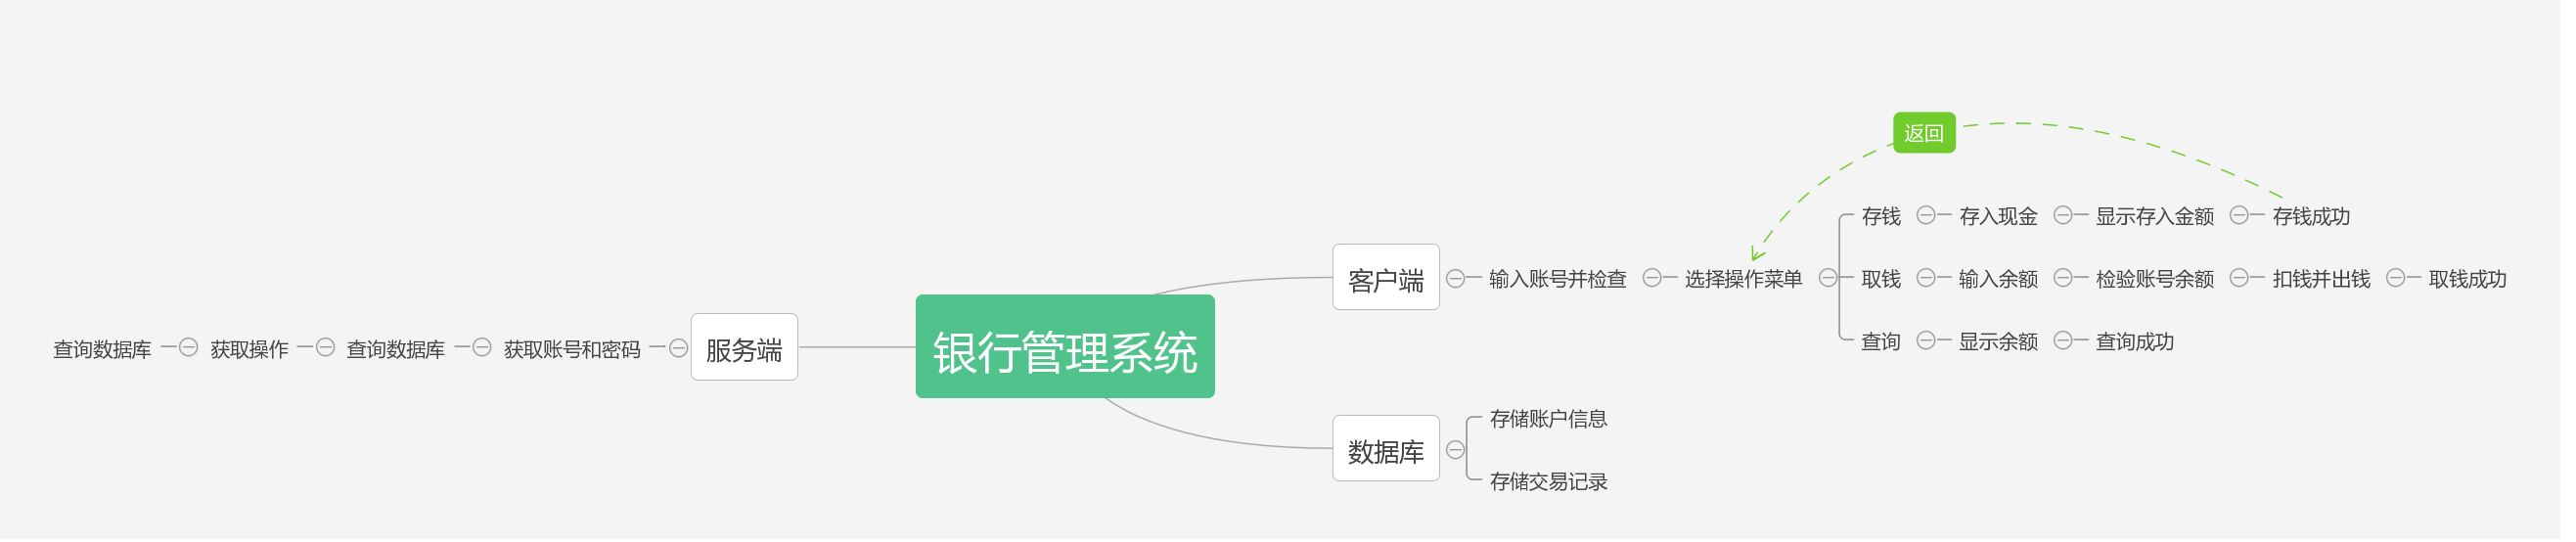 银行管理系统
客户端
输入账号并检查
选择操作菜单
返回
存钱
存入现金
显示存入金额
存钱成功
取钱
输入余额
检验账号余额
扣钱并出钱
取钱成功
查询
显示余额
查询成功
数据库
存储账户信息
存储交易记录
服务端
获取账号和密码
查询数据库
获取操作
查询数据库